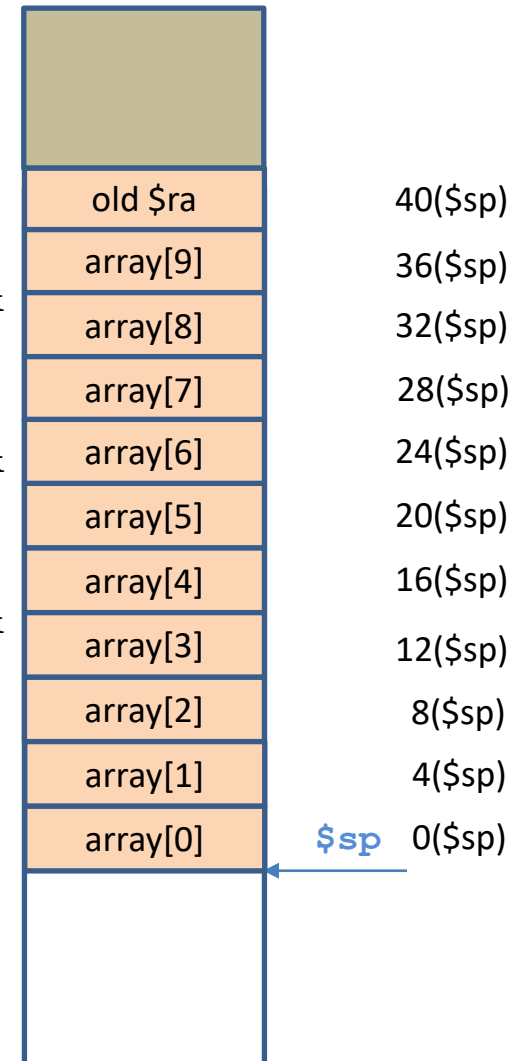 old $ra 40($sp)
array[9] 36($sp)
array[8] 32($sp)
array[7] 28($sp)
array[6] 24($sp)
array[5] 20($sp)
array[4] 16($sp)
array[3] 12($sp)
array[2] 8($sp)
array[1] 4($sp)
array[0] $sp 0($sp)